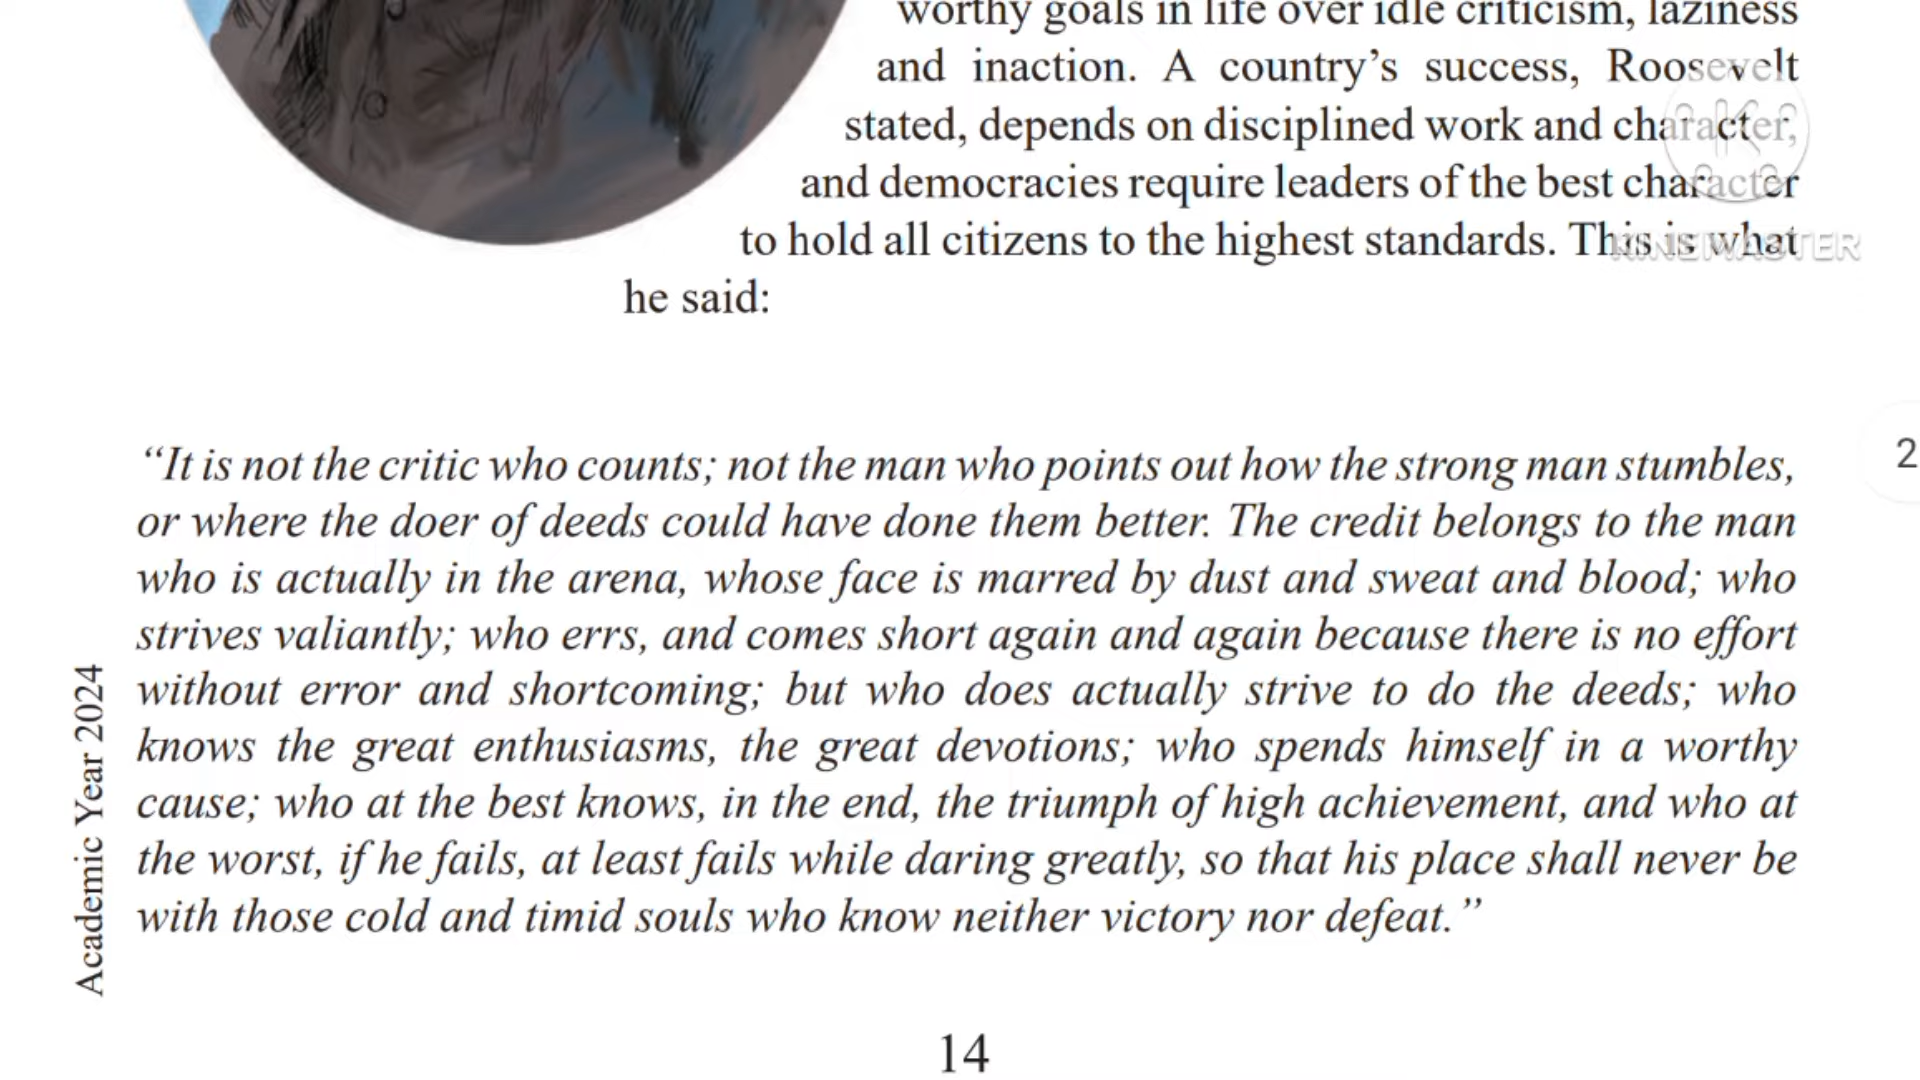 worthy goals in life over idle criticism, laziness
and inaction. A country’s success, Roosevelt
stated, depends on disciplined work and character,
and democracies require leaders of the best character
to hold all citizens to the highest standards. This is what
he said:
KINEMASTER
“It is not the critic who counts; not the man who points out how the strong man stumbles,
or where the doer of deeds could have done them better. The credit belongs to the man
who is actually in the arena, whose face is marred by dust and sweat and blood; who
strives valiantly; who errs, and comes short again and again because there is no effort
without error and shortcoming; but who does actually strive to do the deeds; who
knows the great enthusiasms, the great devotions; who spends himself in a worthy
cause; who at the best knows, in the end, the triumph of high achievement, and who at
the worst, if he fails, at least fails while daring greatly, so that his place shall never be
with those cold and timid souls who know neither victory nor defeat.”
2
Academic Year 2024
14